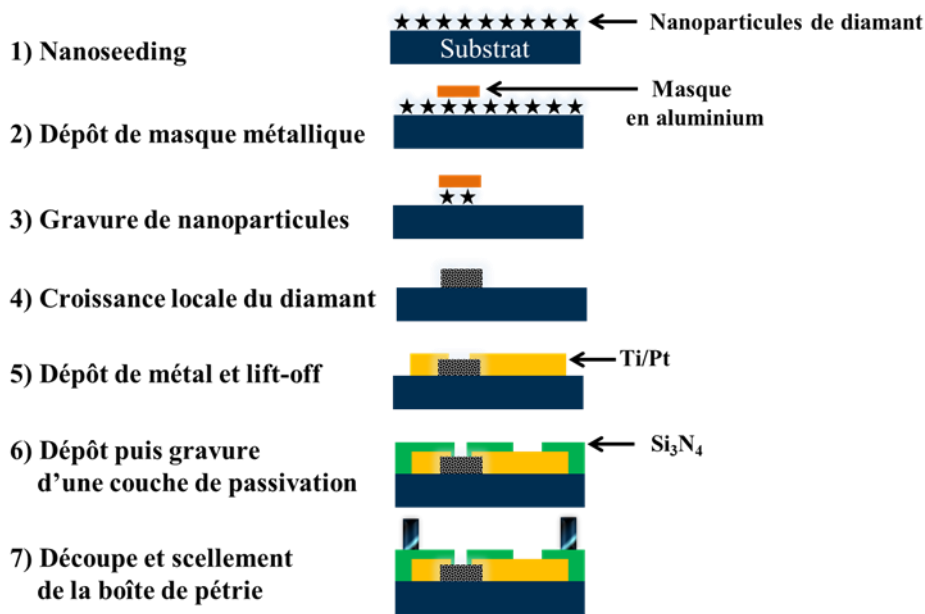 Nanoparticules de diamant
1) Nanoseeding
Substrat
Masque
en aluminium
2) Dépôt de masque métallique
3) Gravure de nanoparticules
4) Croissance locale du diamant
Ti/Pt
5) Dépôt de métal et lift-off
6) Dépôt puis gravure
d’une couche de passivation
Si₃N₄
7) Découpe et scellement
de la boîte de pétrie